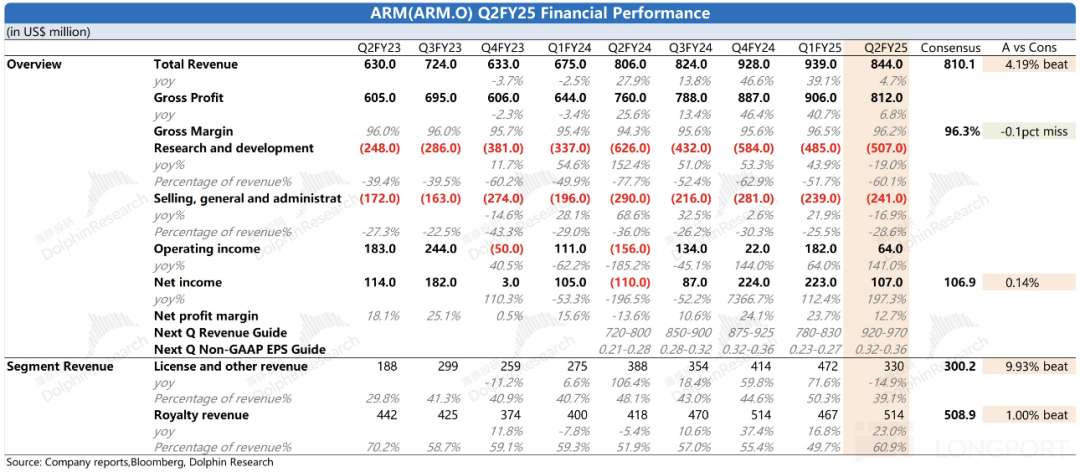 ARM(ARM.O) Q2FY25 Financial Performance
(in US$ million)
Q2FY23 Q3FY23 Q4FY23 Q1FY24 Q2FY24 Q3FY24 Q4FY24 Q1FY25 Q2FY25 Consensus A vs Cons
Overview Total Revenue 630.0 724.0 633.0 675.0 806.0 824.0 928.0 939.0 844.0 810.1 4.19% beat
yoy -3.7% -2.5% 27.9% 13.8% 46.6% 39.1% 4.7%
Gross Profit 605.0 695.0 606.0 644.0 760.0 788.0 887.0 906.0 812.0
yoy -2.3% -3.4% 25.6% 13.4% 46.4% 40.7% 6.8%
Gross Margin 96.0% 96.0% 95.7% 95.4% 94.3% 95.6% 95.6% 96.5% 96.2% 96.3% -0.1pct miss
Research and development (248.0) (286.0) (381.0) (337.0) (626.0) (432.0) (584.0) (485.0) (507.0)
yoy% 11.7% 54.6% 152.4% 51.0% 53.3% 43.9% -19.0%
Percentage of revenue% -39.4% -39.5% -60.2% -49.9% -77.7% -52.4% -62.9% -51.7% -60.1%
Selling, general and administrat (172.0) (163.0) (274.0) (196.0) (290.0) (216.0) (281.0) (239.0) (241.0)
yoy% -14.6% 28.1% 68.6% 32.5% 2.6% 21.9% -16.9%
Percentage of revenue% -27.3% -22.5% -43.3% -29.0% -36.0% -26.2% -30.3% -25.5% -28.6%
Operating income 183.0 244.0 (50.0) 111.0 (156.0) 134.0 22.0 182.0 64.0
yoy% 40.5% -62.2% -185.2% -45.1% 144.0% 64.0% 141.0%
Net income 114.0 182.0 3.0 105.0 (110.0) 87.0 224.0 223.0 107.0 106.9 0.14%
yoy% 110.3% -53.3% -196.5% -52.2% 7366.7% 112.4% 197.3%
Net profit margin 18.1% 25.1% 0.5% 15.6% -13.6% 10.6% 24.1% 23.7% 12.7%
Next Q Revenue Guide 720-800 850-900 875-925 780-830 920-970
Next Q Non-GAAP EPS Guide 0.21-0.28 0.28-0.32 0.32-0.36 0.23-0.27 0.32-0.36
Segment Revenue License and other revenue 188 299 259 275 388 354 414 472 330 300.2 9.93% beat
yoy -11.2% 6.6% 106.4% 18.4% 59.8% 71.6% -14.9%
Percentage of revenue% 29.8% 41.3% 40.9% 40.7% 48.1% 43.0% 44.6% 50.3% 39.1%
Royalty revenue 442 425 374 400 418 470 514 467 514 508.9 1.00% beat
yoy 11.8% -7.8% -5.4% 10.6% 37.4% 16.8% 23.0%
Percentage of revenue% 70.2% 58.7% 59.1% 59.3% 51.9% 57.0% 55.4% 49.7% 60.9%
Source: Company reports,Bloomberg, Dolphin Research
LONGPORT
海豚投研
DolphinResearch